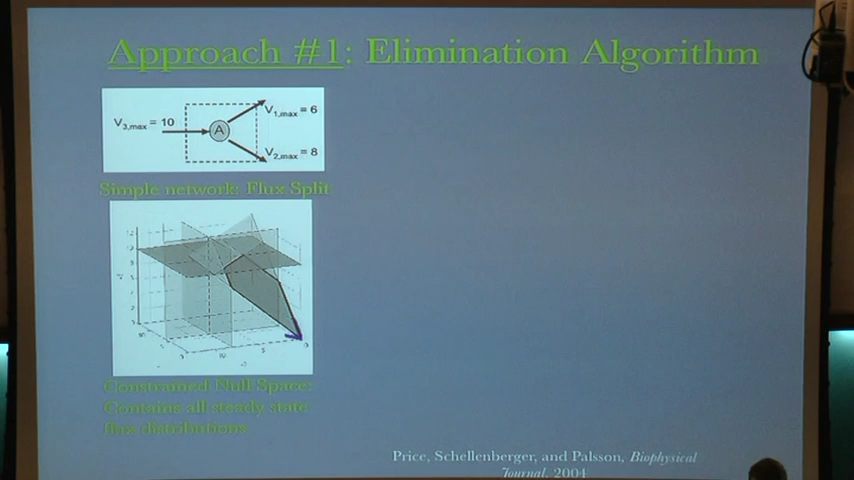 Approach #1: Elimination Algorithm
V3,max = 10
A
V1,max = 6
V2,max = 8
Simple network: Flux Split
Constrained Null Space:
Contains all steady state
flux distributions
Price, Schellenberger, and Palsson, Biophysical
Journal, 2004